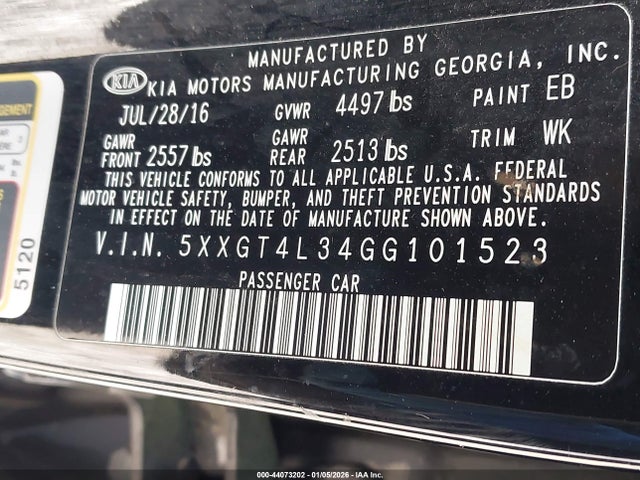 MANUFACTURED BY
KIA KIA MOTORS MANUFACTURING GEORGIA, INC.
JUL/28/16 GVWR 4497 lbs PAINT EB
GAWR FRONT 2557 lbs GAWR REAR 2513 lbs TRIM WK
THIS VEHICLE CONFORMS TO ALL APPLICABLE U.S.A. FEDERAL
MOTOR VEHICLE SAFETY, BUMPER, AND THEFT PREVENTION STANDARDS
IN EFFECT ON THE DATE OF MANUFACTURE SHOWN ABOVE.
V.I.N. 5XXGT4L34GG101523
PASSENGER CAR
5120
000-44073202 - 01/05/2026 - IAA Inc.